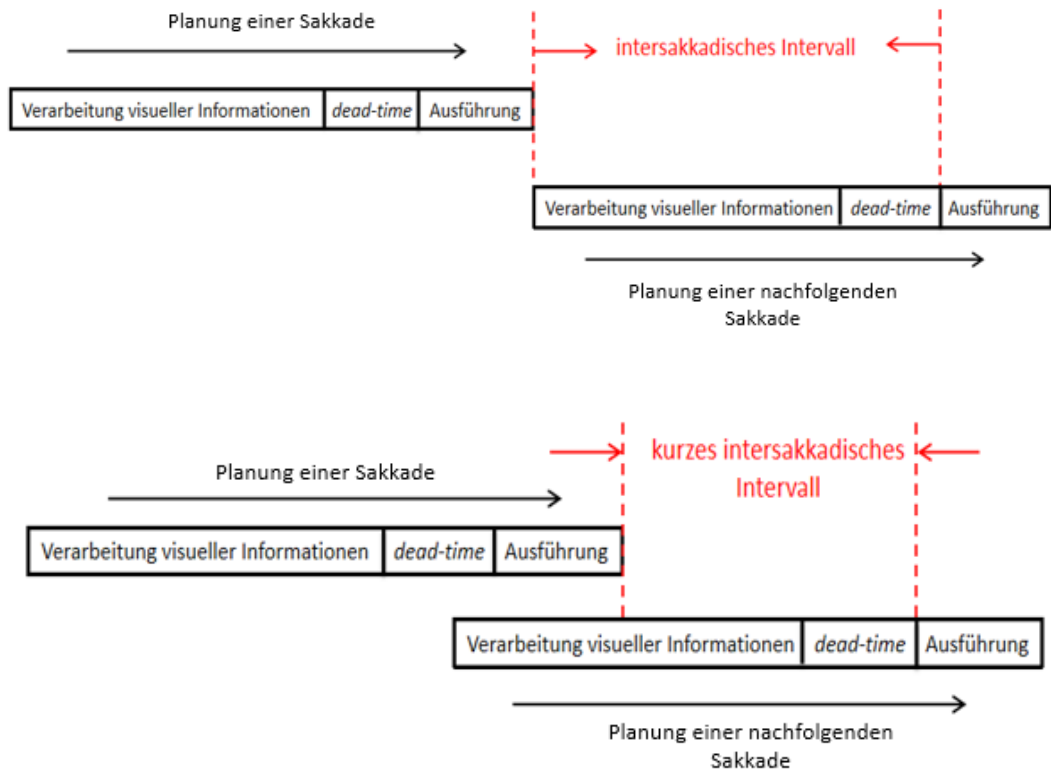 Planung einer Sakkade
intersakkadisches Intervall
Verarbeitung visueller Informationen dead-time Ausführung
Verarbeitung visueller Informationen dead-time Ausführung
Planung einer nachfolgenden
Sakkade
kurzes intersakkadisches
Intervall
Planung einer Sakkade
Verarbeitung visueller Informationen dead-time Ausführung
Verarbeitung visueller Informationen dead-time Ausführung
Planung einer nachfolgenden
Sakkade